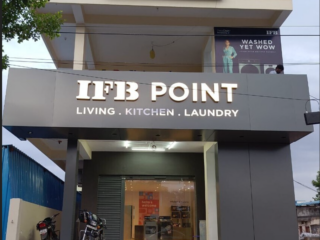 IFB
WASHED
YET WOW
IFB POINT
LIVING . KITCHEN . LAUNDRY